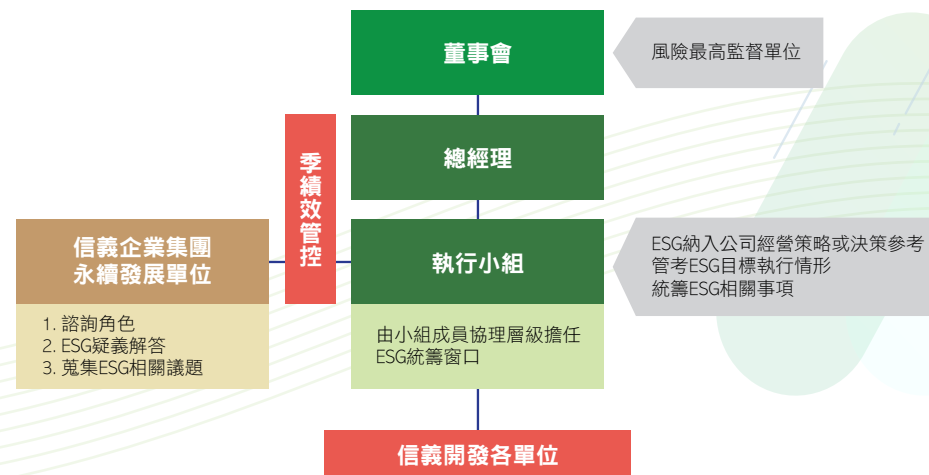 董事會
風險最高監督單位
總經理
季績效管控
信義企業集團
永續發展單位
1. 諮詢角色
2. ESG疑義解答
3. 蒐集ESG相關議題
執行小組
由小組成員協理層級擔任
ESG統籌窗口
ESG納入公司經營策略或決策參考
管考ESG目標執行情形
統籌ESG相關事項
信義開發各單位